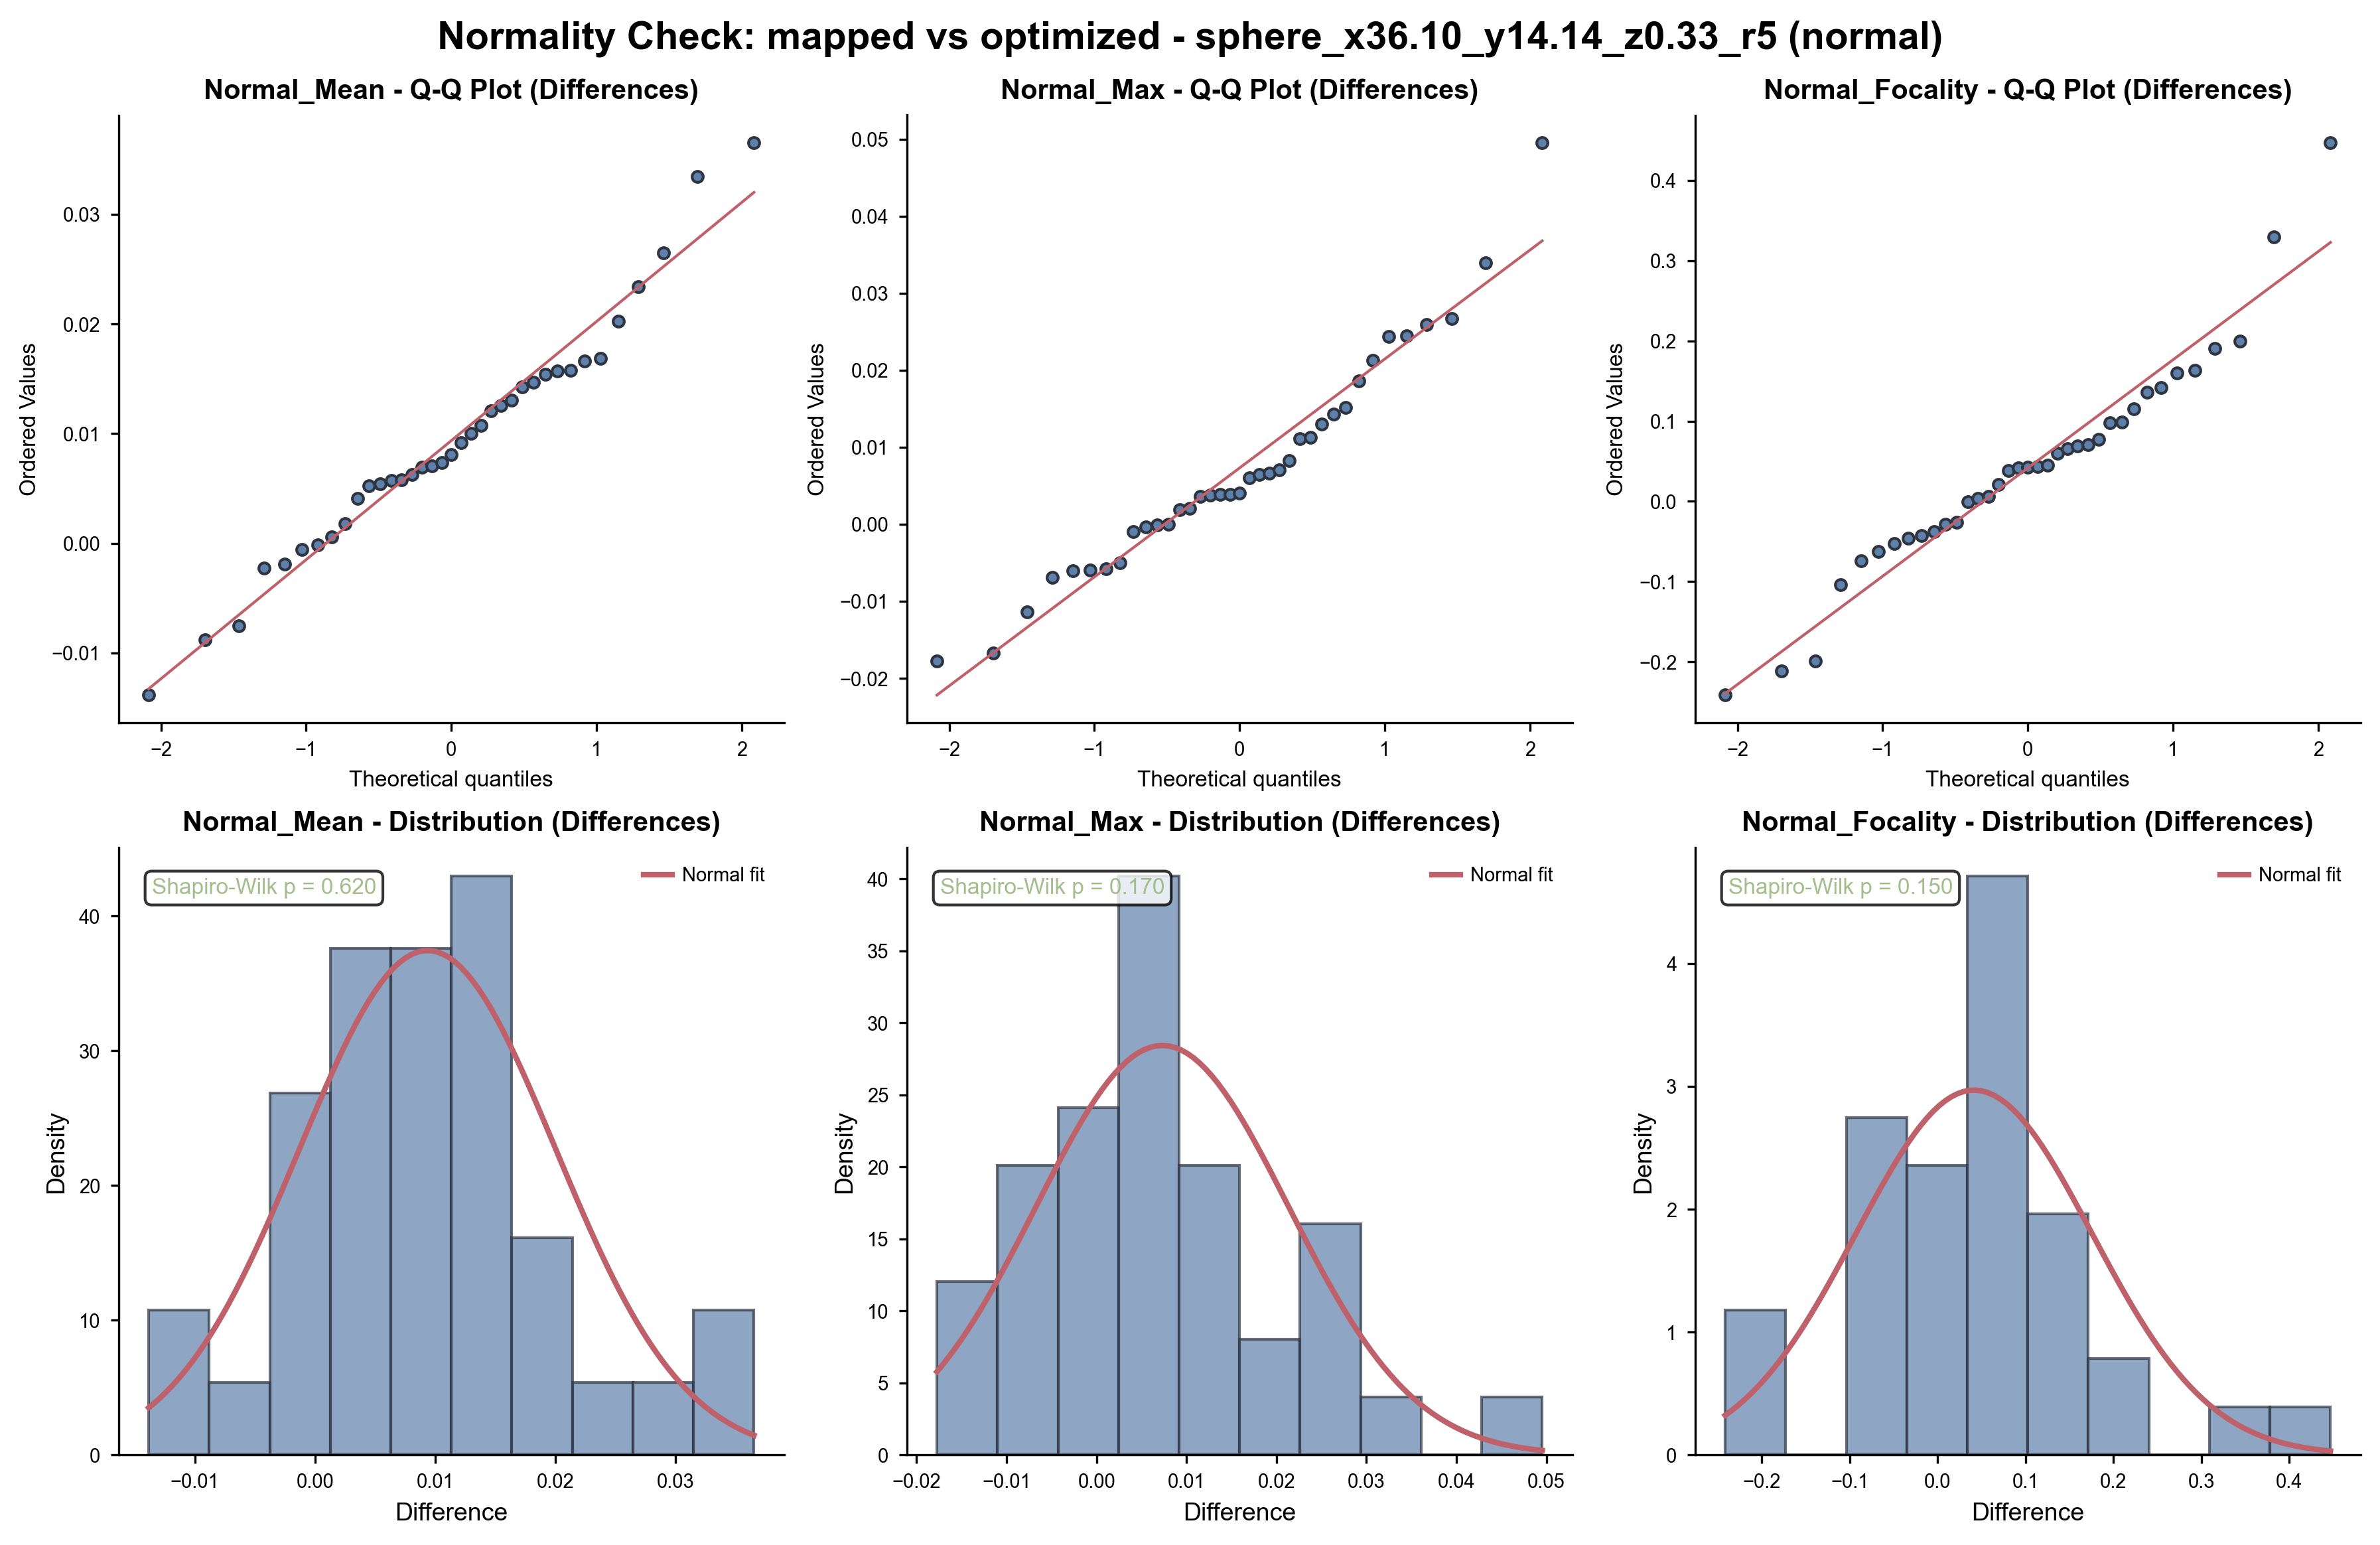 Normality Check: mapped vs optimized - sphere_x36.10_y14.14_z0.33_r5 (normal)
Normal_Mean - Q-Q Plot (Differences)
Ordered Values
0.03
0.02
0.01
0.00
−0.01
−2
−1
0
1
2
Theoretical quantiles
Normal_Max - Q-Q Plot (Differences)
Ordered Values
0.05
0.04
0.03
0.02
0.01
0.00
−0.01
−0.02
−2
−1
0
1
2
Theoretical quantiles
Normal_Focality - Q-Q Plot (Differences)
Ordered Values
0.4
0.3
0.2
0.1
0.0
−0.1
−0.2
−2
−1
0
1
2
Theoretical quantiles
Normal_Mean - Distribution (Differences)
Shapiro-Wilk p = 0.620
Normal fit
Density
40
30
20
10
0
−0.01
0.00
0.01
0.02
0.03
Difference
Normal_Max - Distribution (Differences)
Shapiro-Wilk p = 0.170
Normal fit
Density
40
35
30
25
20
15
10
5
0
−0.02
−0.01
0.00
0.01
0.02
0.03
0.04
0.05
Difference
Normal_Focality - Distribution (Differences)
Shapiro-Wilk p = 0.150
Normal fit
Density
4
3
2
1
0
−0.2
−0.1
0.0
0.1
0.2
0.3
0.4
Difference